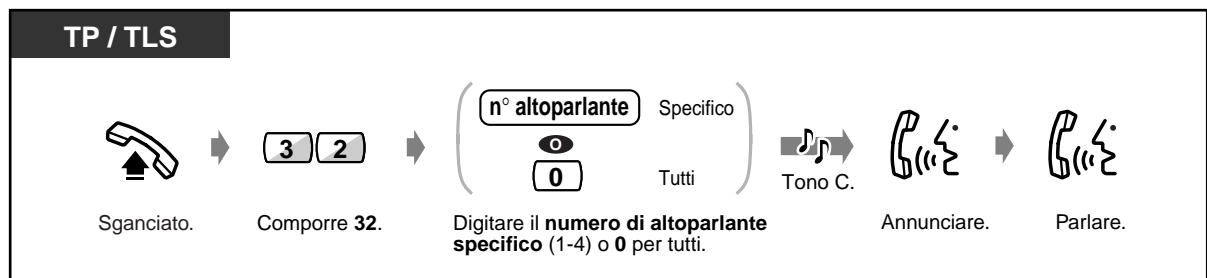 TP / TLS
n° altoparlante Specifico
o
3 2
0 Tutti
Tono C.
Sganciato.
Comporre 32.
Digitare il numero di altoparlante
specifico (1-4) o 0 per tutti.
Annunciare.
Parlare.